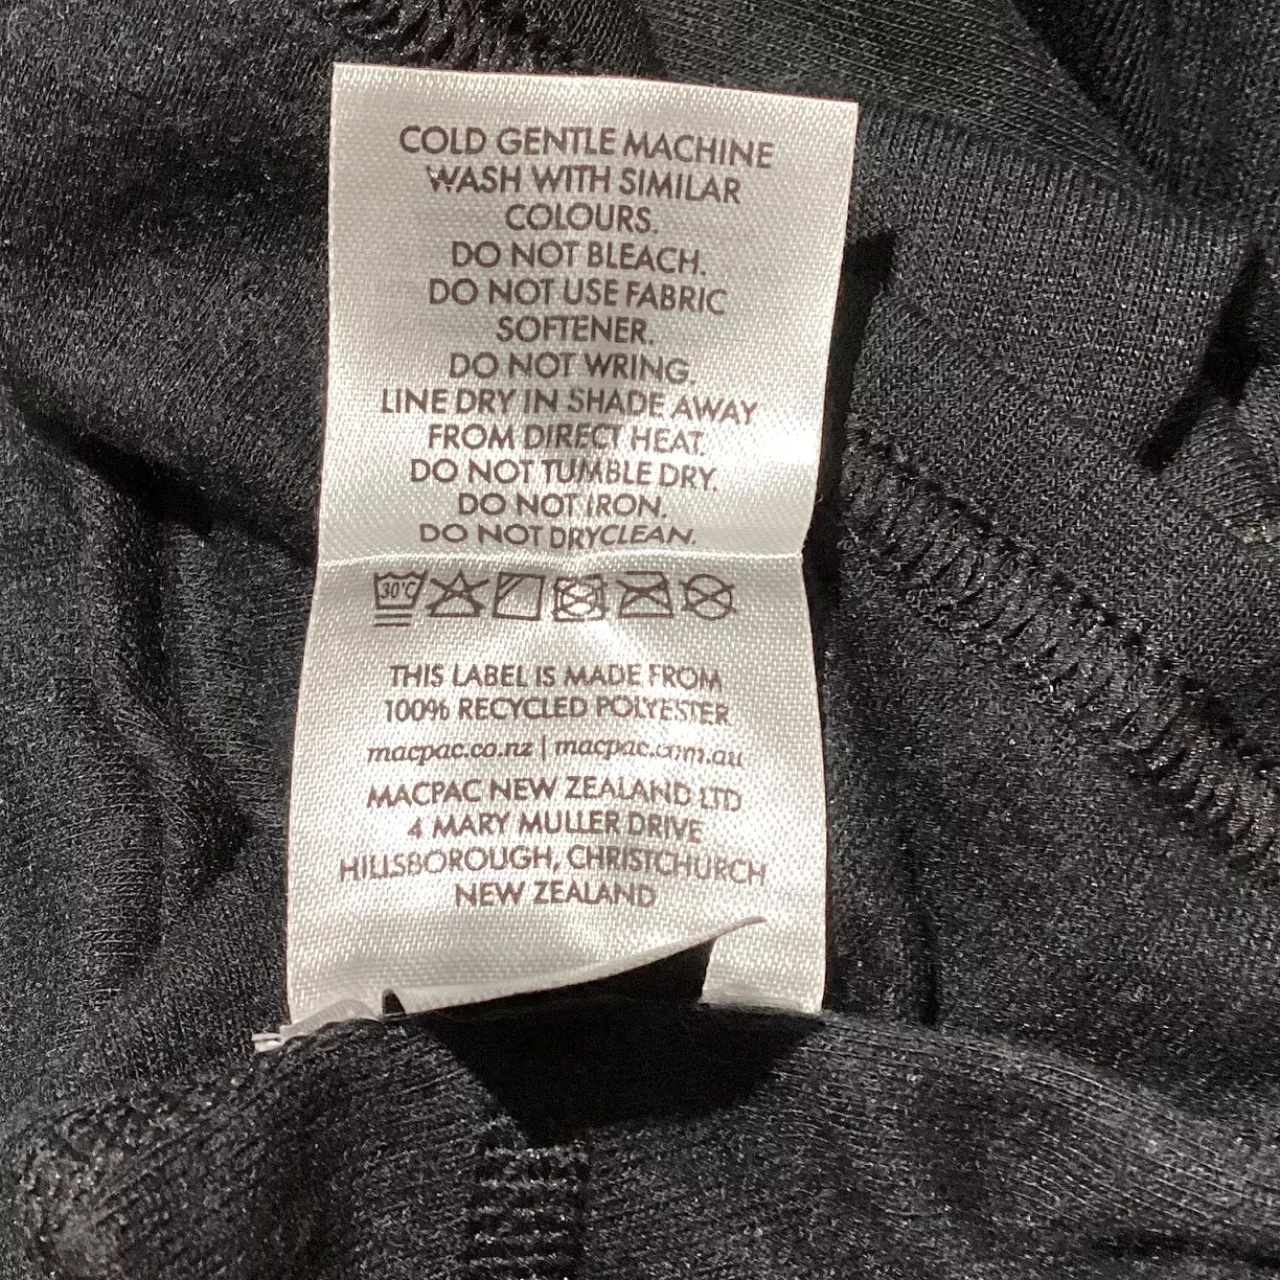 COLD GENTLE MACHINE
WASH WITH SIMILAR
COLOURS.
DO NOT BLEACH.
DO NOT USE FABRIC
SOFTENER.
DO NOT WRING.
LINE DRY IN SHADE AWAY
FROM DIRECT HEAT.
DO NOT TUMBLE DRY.
DO NOT IRON.
DO NOT DRYCLEAN.
30°C
THIS LABEL IS MADE FROM
100% RECYCLED POLYESTER
macpac.co.nz | macpac.com.au
MACPAC NEW ZEALAND LTD
4 MARY MULLER DRIVE
HILLSBOROUGH, CHRISTCHURCH
NEW ZEALAND